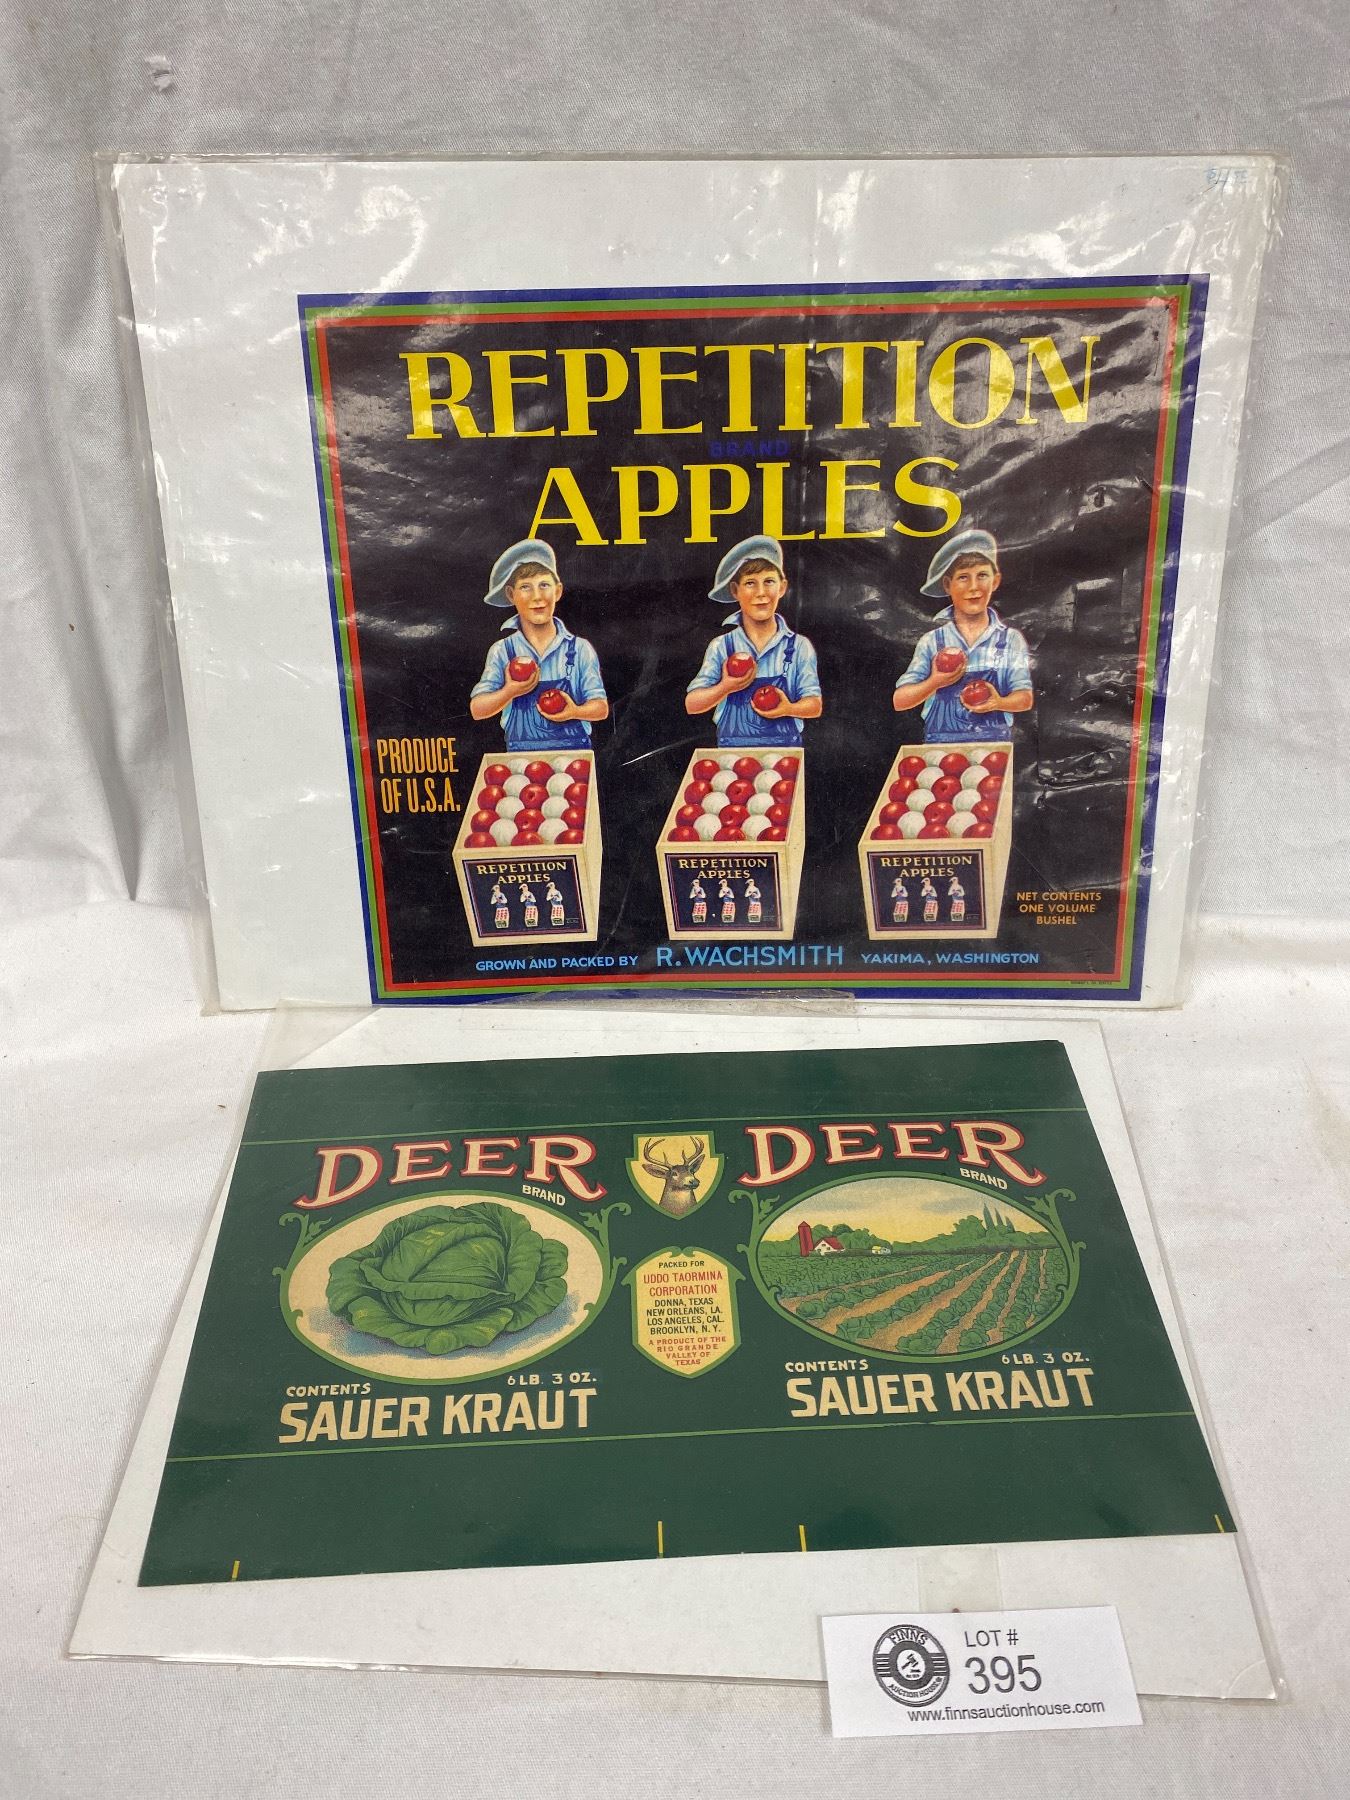 REPETITION
BRAND
APPLES
PRODUCE
OF U.S.A.
REPETITION
APPLES
REPETITION
APPLES
REPETITION
APPLES
NET CONTENTS
ONE VOLUME
BUSHEL
GROWN AND PACKED BY R. WACHSMITH YAKIMA, WASHINGTON
DEER
BRAND
CONTENTS 6 LB. 3 OZ.
SAUER KRAUT
PACKED FOR
UDDO TAORMINA
CORPORATION
DONNA, TEXAS
NEW ORLEANS, LA.
LOS ANGELES, CAL.
BROOKLYN, N. Y.
A PRODUCT OF THE
RIO GRANDE
VALLEY OF
TEXAS
DEER
BRAND
CONTENTS 6 LB. 3 OZ.
SAUER KRAUT
FINNS
AUCTION HOUSE
LOT #
395
www.finnsauctionhouse.com